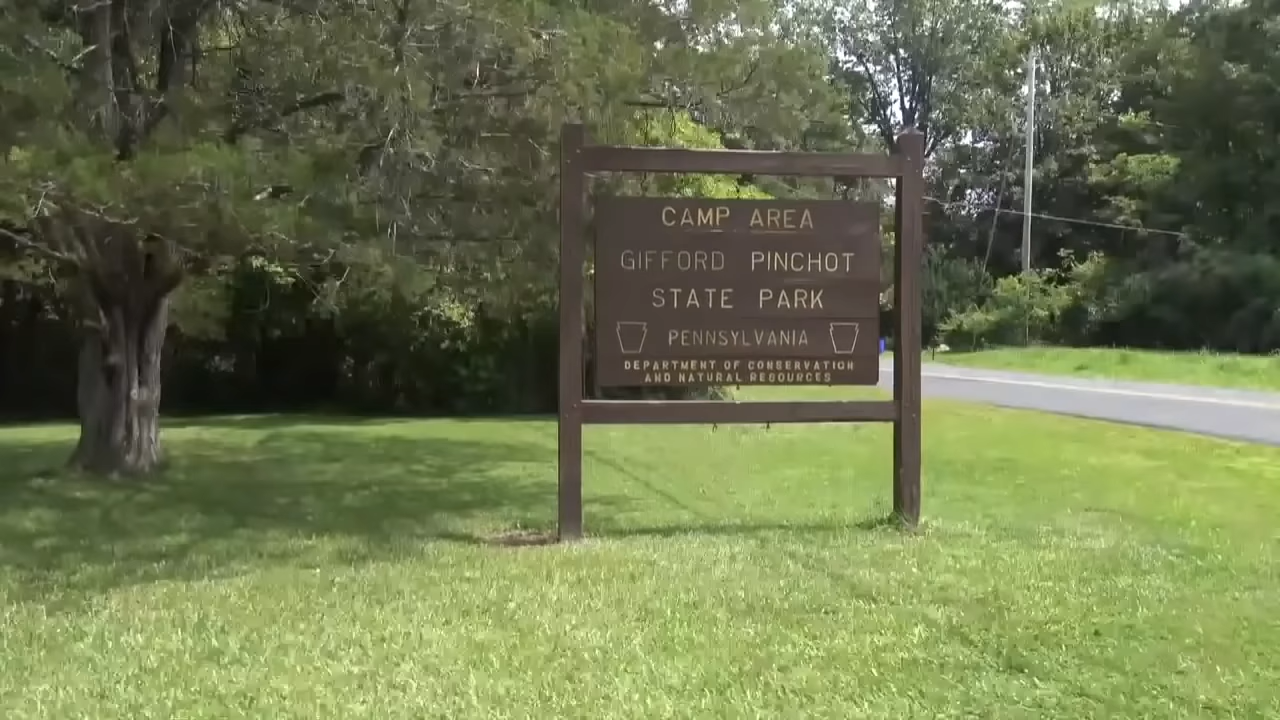 CAMP AREA
GIFFORD PINCHOT
STATE PARK
PENNSYLVANIA
DEPARTMENT OF CONSERVATION
AND NATURAL RESOURCES